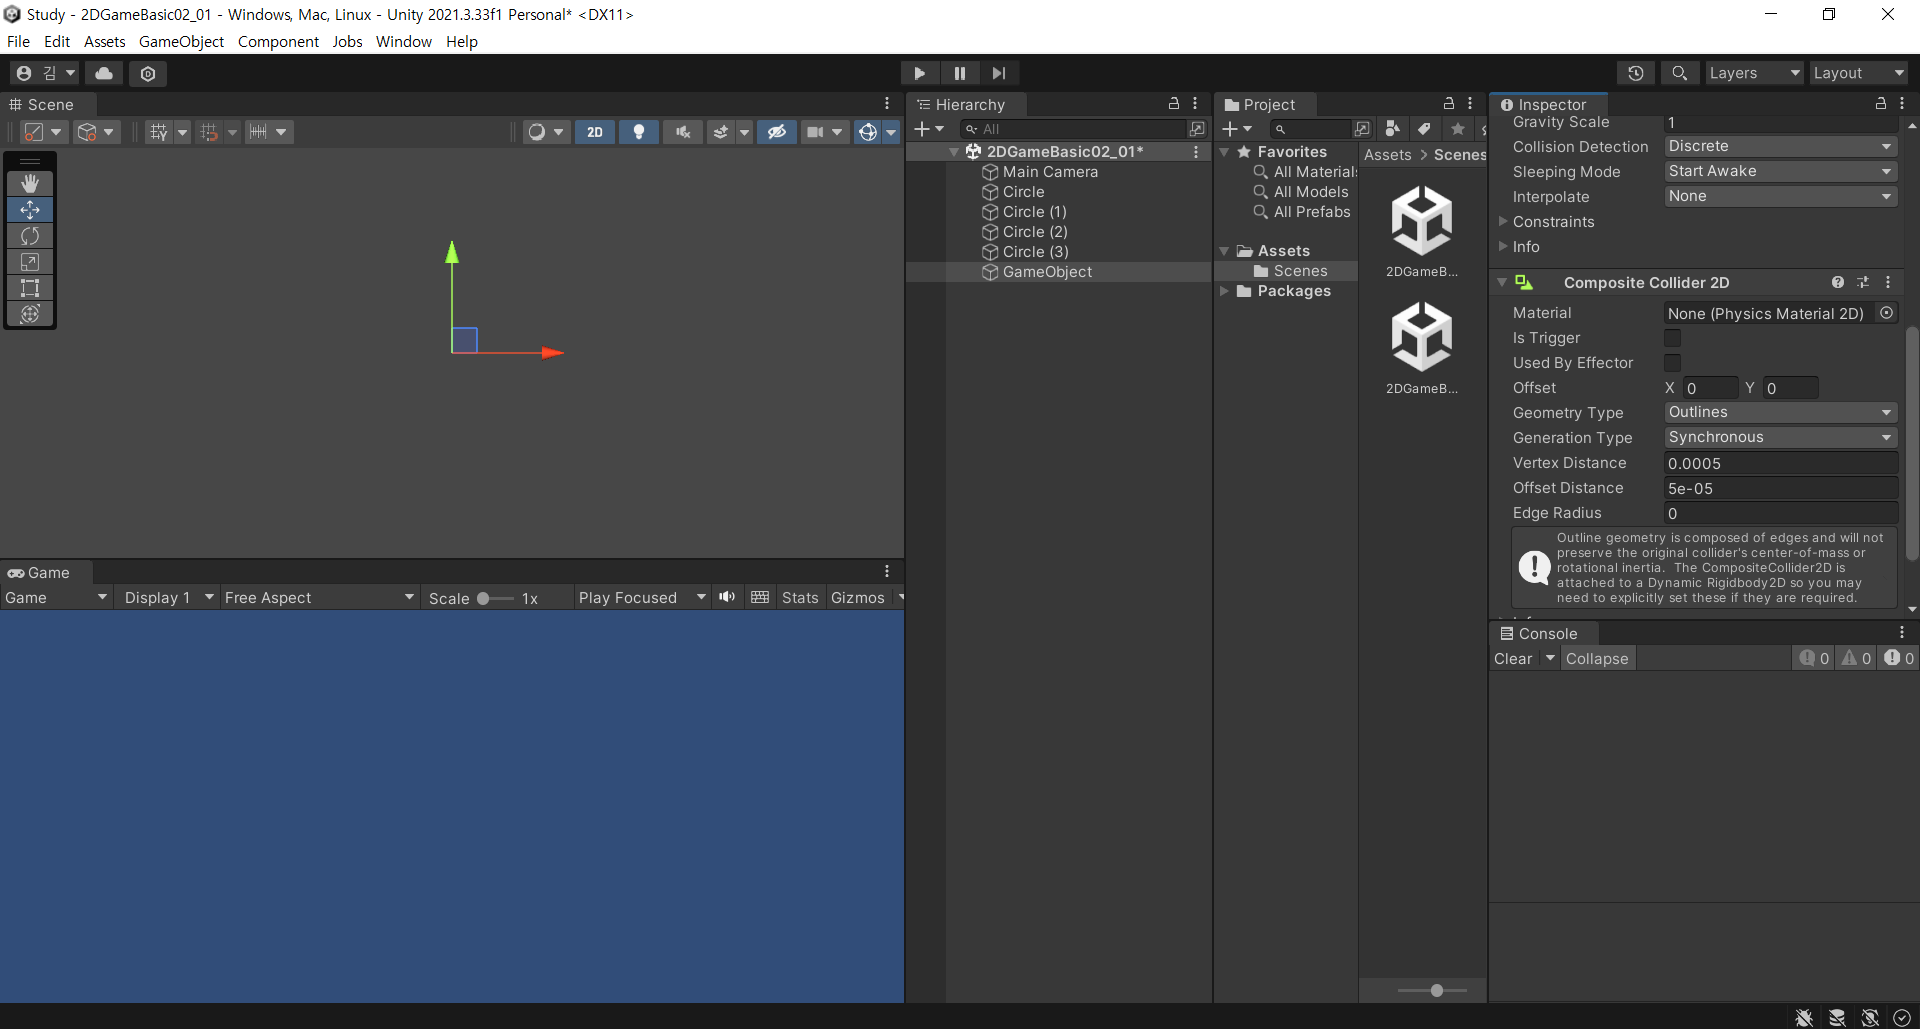 Study - 2DGameBasic02_01 - Windows, Mac, Linux - Unity 2021.3.33f1 Personal* <DX11>
File Edit Assets GameObject Component Jobs Window Help
김
Layers
Layout
Scene
2D
Hierarchy
All
2DGameBasic02_01*
Main Camera
Circle
Circle (1)
Circle (2)
Circle (3)
GameObject
Project
Favorites
All Materials
All Models
All Prefabs
Assets
Scenes
Packages
Assets > Scenes
2DGameB...
2DGameB...
Inspector
Gravity Scale 1
Collision Detection Discrete
Sleeping Mode Start Awake
Interpolate None
Constraints
Info
Composite Collider 2D
Material None (Physics Material 2D)
Is Trigger
Used By Effector
Offset X 0 Y 0
Geometry Type Outlines
Generation Type Synchronous
Vertex Distance 0.0005
Offset Distance 5e-05
Edge Radius 0
Outline geometry is composed of edges and will not
preserve the original collider's center-of-mass or
rotational inertia. The CompositeCollider2D is
attached to a Dynamic Rigidbody2D so you may
need to explicitly set these if they are required.
Game
Game Display 1 Free Aspect Scale 1x Play Focused Stats Gizmos
Console
Clear Collapse 0 0 0